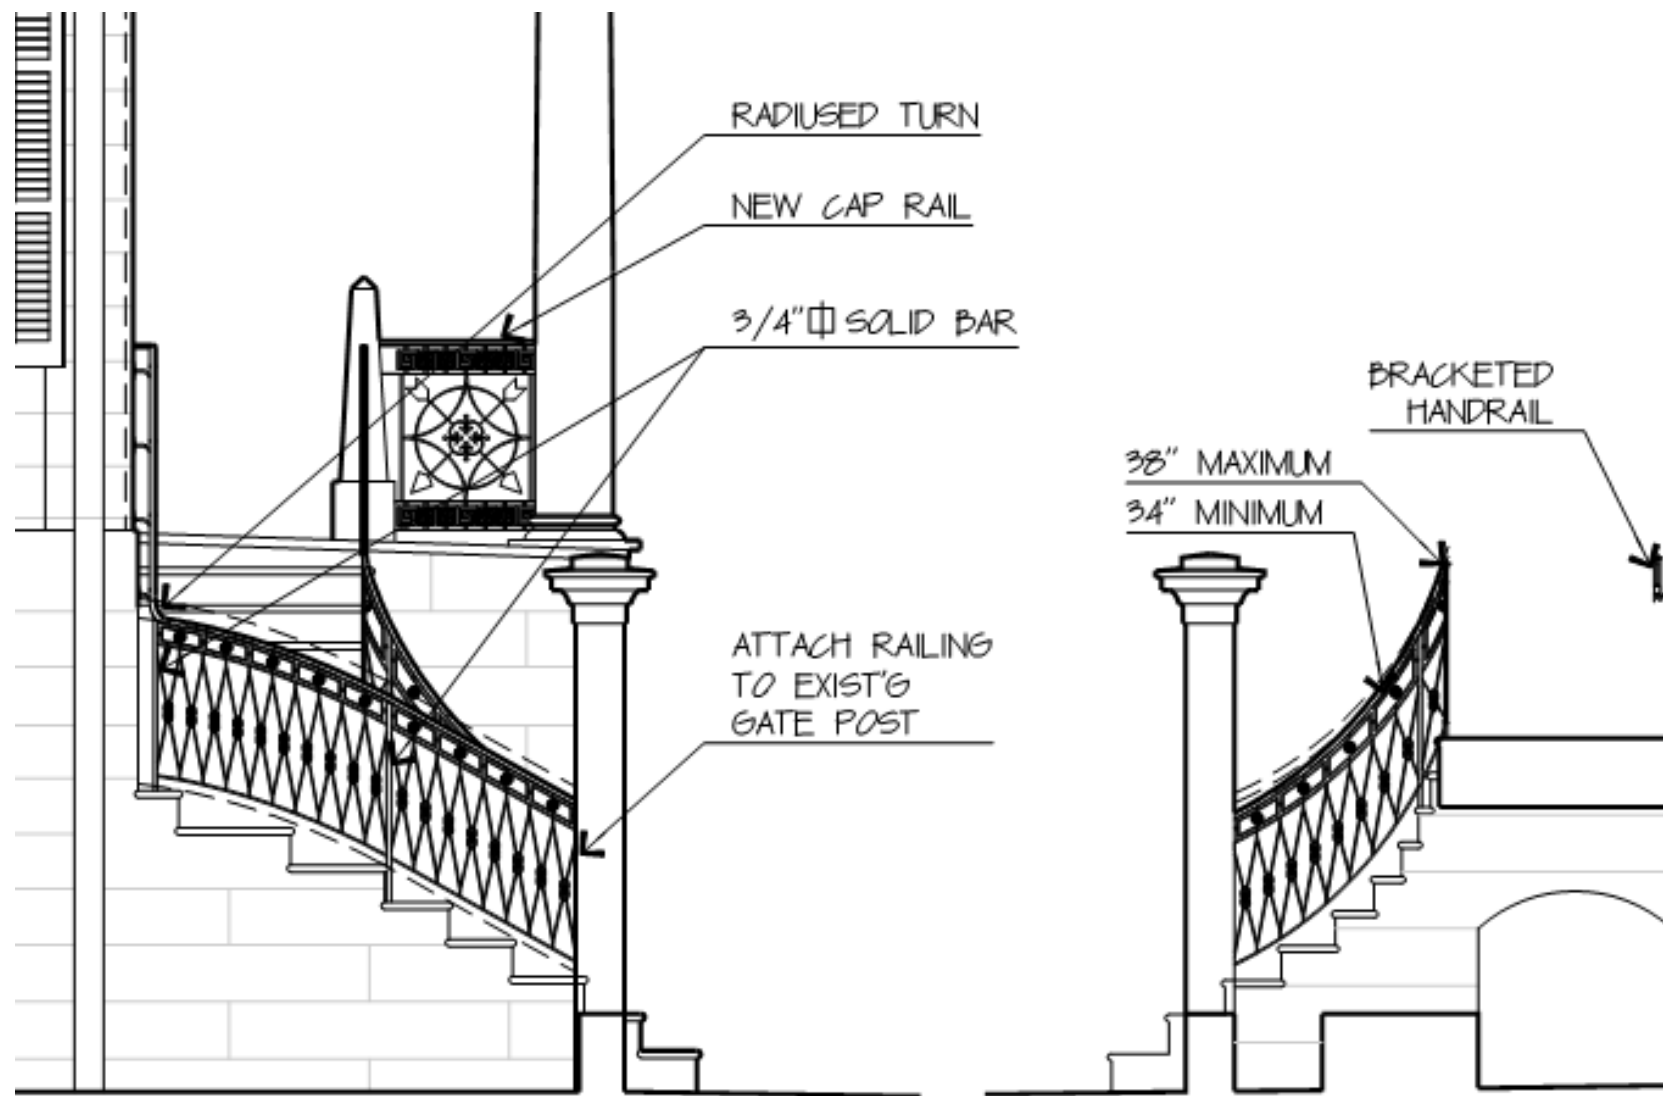 RADIUSED TURN
NEW CAP RAIL
3/4"⏍ SOLID BAR
BRACKETED
HANDRAIL
38" MAXIMUM
34" MINIMUM
ATTACH RAILING
TO EXIST'G
GATE POST